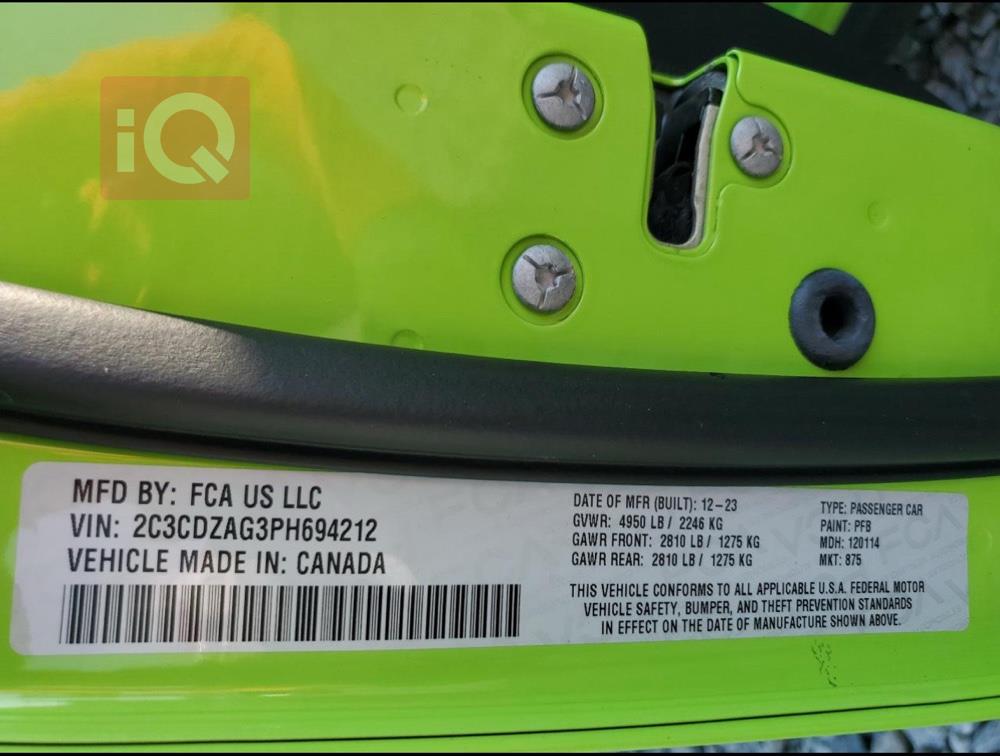 iQ
MFD BY: FCA US LLC
VIN: 2C3CDZAG3PH694212
VEHICLE MADE IN: CANADA
DATE OF MFR (BUILT): 12-23
GVWR: 4950 LB / 2246 KG
GAWR FRONT: 2810 LB / 1275 KG
GAWR REAR: 2810 LB / 1275 KG
TYPE: PASSENGER CAR
PAINT: PFB
MDH: 120114
MKT: 875
THIS VEHICLE CONFORMS TO ALL APPLICABLE U.S.A. FEDERAL MOTOR
VEHICLE SAFETY, BUMPER, AND THEFT PREVENTION STANDARDS
IN EFFECT ON THE DATE OF MANUFACTURE SHOWN ABOVE.